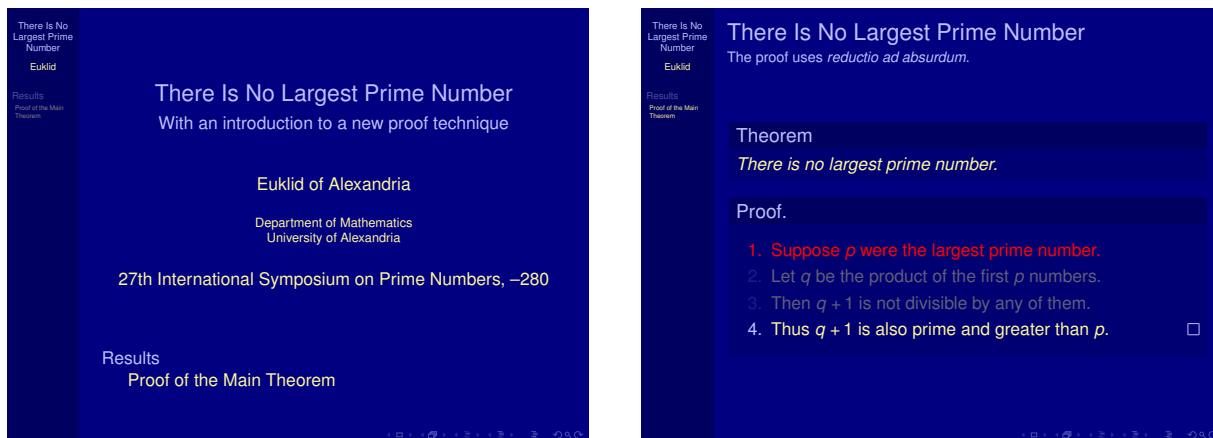 There Is No
Largest Prime
Number
Euklid
Results
Proof of the Main
Theorem
There Is No Largest Prime Number
With an introduction to a new proof technique
Euklid of Alexandria
Department of Mathematics
University of Alexandria
27th International Symposium on Prime Numbers, –280
Results
Proof of the Main Theorem
There Is No
Largest Prime
Number
Euklid
Results
Proof of the Main
Theorem
There Is No Largest Prime Number
The proof uses reductio ad absurdum.
Theorem
There is no largest prime number.
Proof.
1. Suppose p were the largest prime number.
2. Let q be the product of the first p numbers.
3. Then q + 1 is not divisible by any of them.
4. Thus q + 1 is also prime and greater than p. □